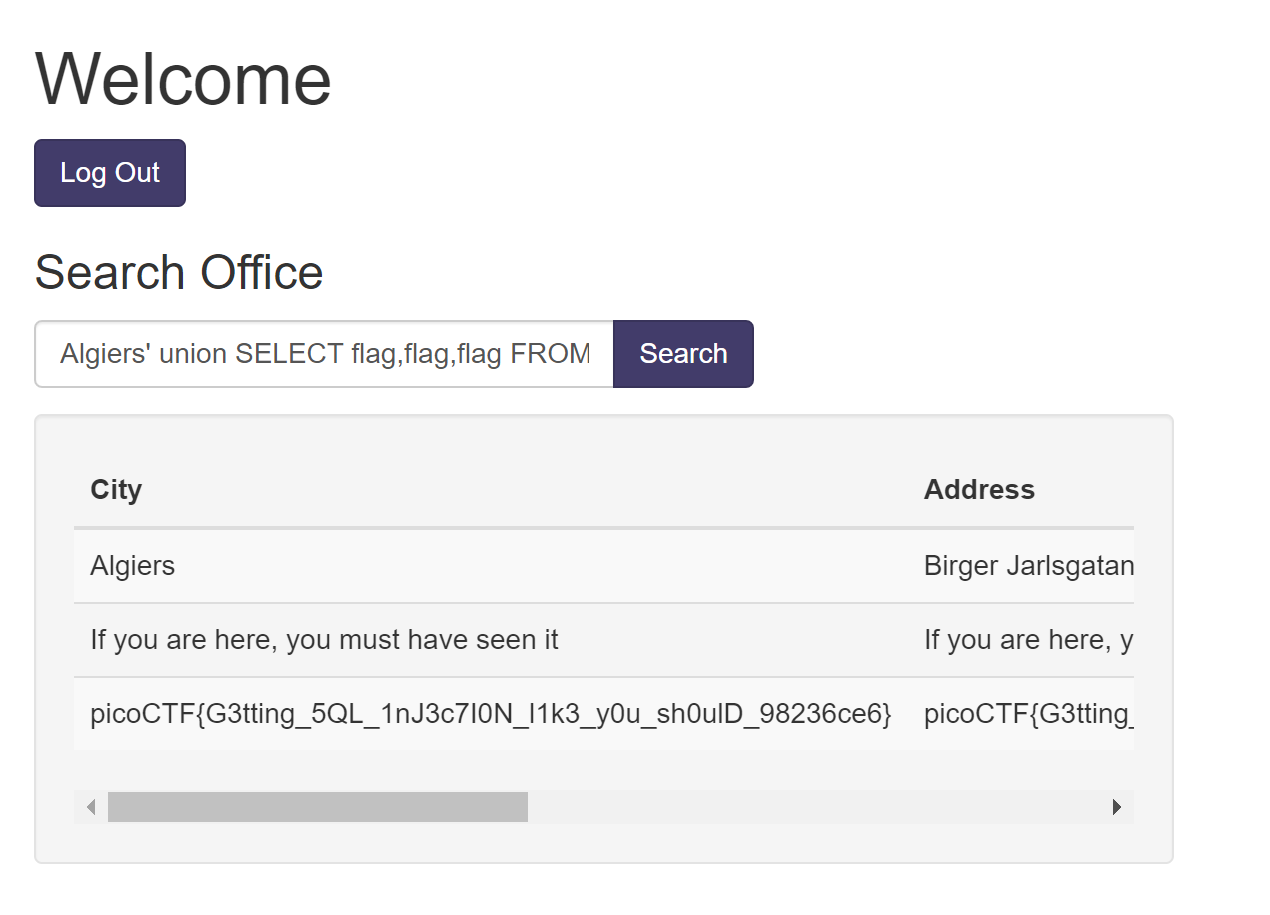 Welcome
Log Out
Search Office
Algiers' union SELECT flag,flag,flag FROM Search
City Address
Algiers Birger Jarlsgatan
If you are here, you must have seen it If you are here, y
picoCTF{G3tting_5QL_1nJ3c7I0N_l1k3_y0u_sh0ulD_98236ce6} picoCTF{G3tting_